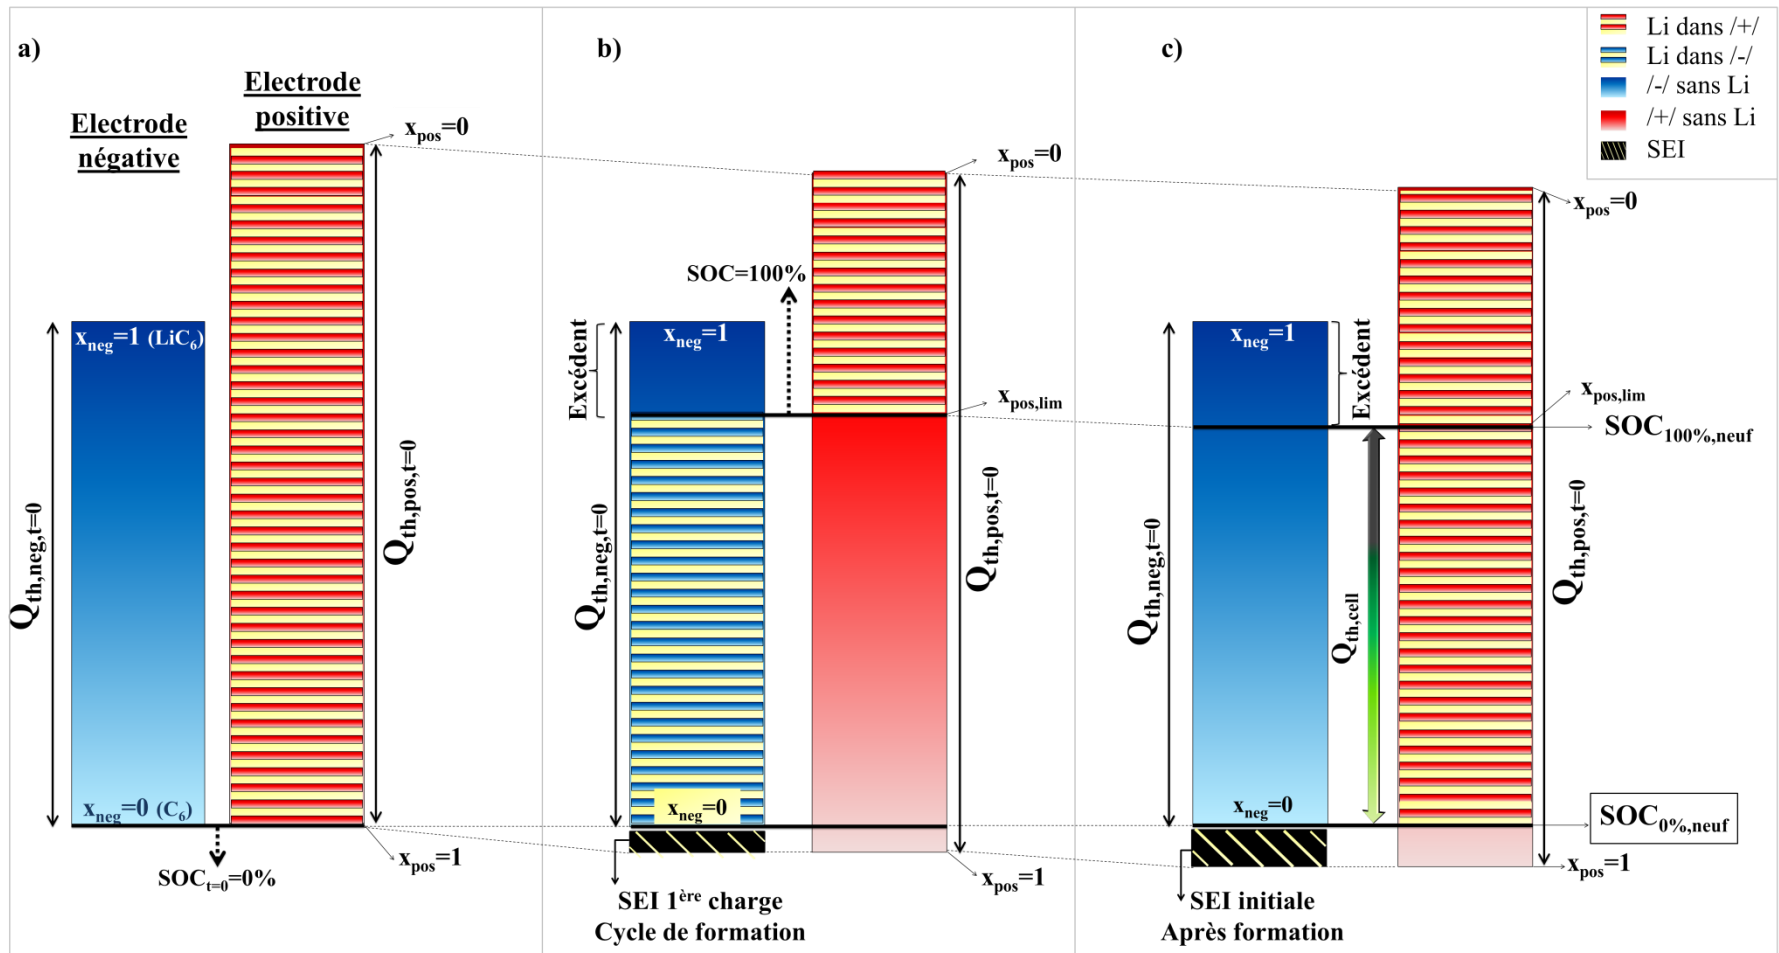 a)
Electrode
négative
Electrode
positive
xpos=0
xneg=1 (LiC6)
Qth,neg,t=0
Qth,pos,t=0
xneg=0 (C6)
xpos=1
SOCt=0=0%
b)
xpos=0
SOC=100%
Excédent
xneg=1
xpos,lim
Qth,neg,t=0
Qth,pos,t=0
xneg=0
xpos=1
SEI 1ère charge
Cycle de formation
c)
xpos=0
xneg=1
Excédent
xpos,lim
SOC100%,neuf
Qth,neg,t=0
Qth,cell
Qth,pos,t=0
xneg=0
SOC0%,neuf
xpos=1
SEI initiale
Après formation
Li dans /+/
Li dans /-/
/-/ sans Li
/+/ sans Li
SEI